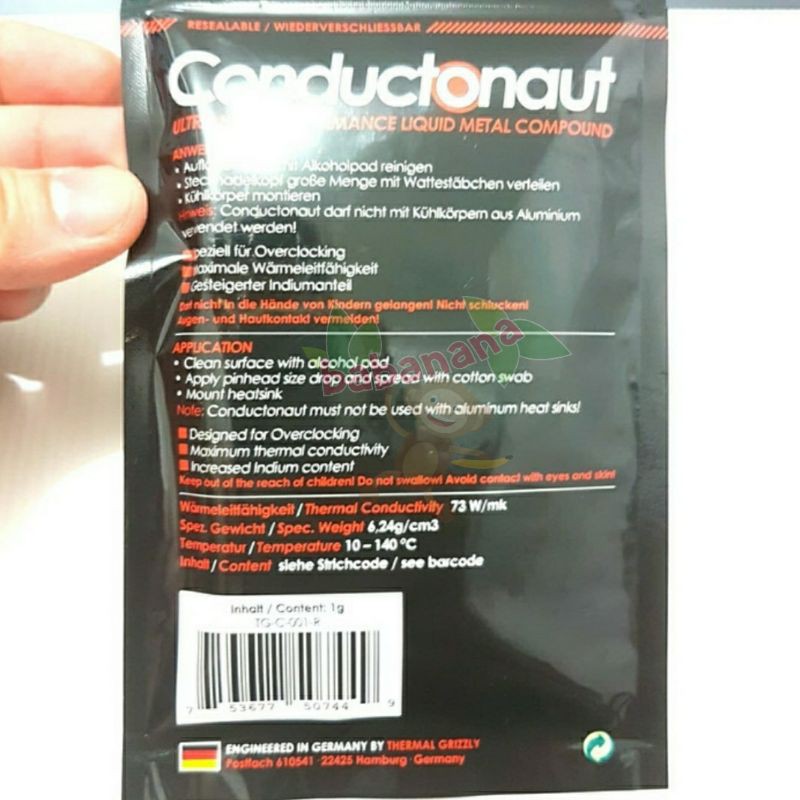 RESEALABLE / WIEDERVERSCHLIESSBAR
Conductonaut
LIQUID METAL COMPOUND
Alkoholpad reinigen
große Menge mit Wattestäbchen verteilen
• Kühlkörper montieren
Conductonaut darf nicht mit Kühlkörpern aus Aluminium
werden!
für Overclocking
Wärmeleitfähigkeit
Gesteigerter Indiumanteil
Darf nicht in die Hände von Kindern gelangen! Nicht schlucken!
Augen- und Hautkontakt vermeiden!
babanana
APPLICATION
• Clean surface with alcohol pad
• Apply pinhead size drop and spread with cotton swab
• Mount heatsink
Note: Conductonaut must not be used with aluminum heat sinks!
Designed for Overclocking
Maximum thermal conductivity
Increased Indium content
Keep out of the reach of children! Do not swallow! Avoid contact with eyes and skin!
Wärmeleitfähigkeit / Thermal Conductivity 73 W/mk
Spez. Gewicht / Spec. Weight 6,24g/cm3
Temperatur / Temperature 10 – 140 °C
Inhalt / Content siehe Strichcode / see barcode
Inhalt / Content: 1g
TG-C-001-R
7 53677 50744 9
ENGINEERED IN GERMANY BY THERMAL GRIZZLY
Postfach 610541 · 22425 Hamburg · Germany